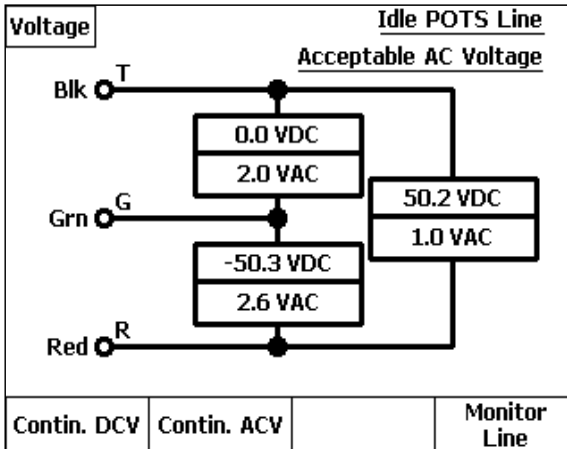 Voltage
Idle POTS Line
Acceptable AC Voltage
Blk T
0.0 VDC
2.0 VAC
50.2 VDC
1.0 VAC
Grn G
-50.3 VDC
2.6 VAC
Red R
Contin. DCV
Contin. ACV
Monitor
Line